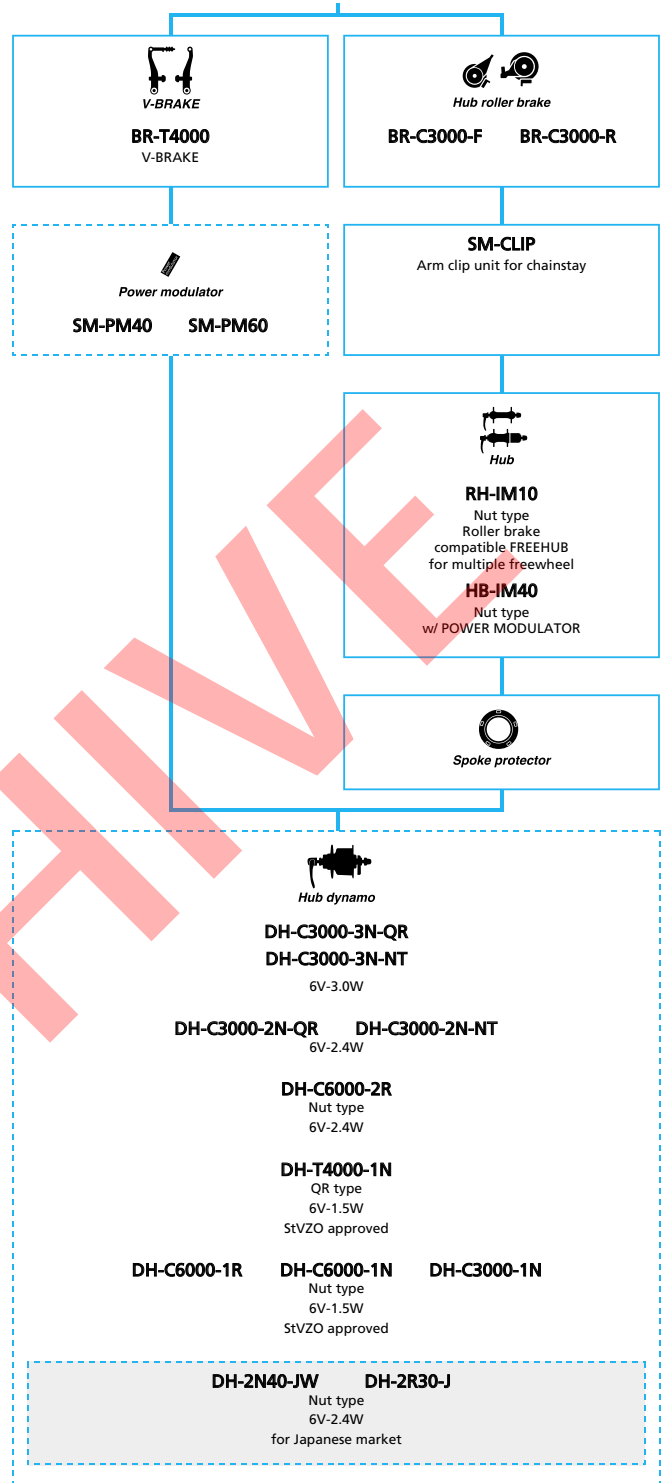 V-BRAKE
BR-T4000
V-BRAKE
Hub roller brake
BR-C3000-F BR-C3000-R
Power modulator
SM-PM40 SM-PM60
SM-CLIP
Arm clip unit for chainstay
Hub
RH-IM10
Nut type
Roller brake
compatible FREEHUB
for multiple freewheel
HB-IM40
Nut type
w/ POWER MODULATOR
Spoke protector
Hub dynamo
DH-C3000-3N-QR
DH-C3000-3N-NT
6V-3.0W
DH-C3000-2N-QR DH-C3000-2N-NT
6V-2.4W
DH-C6000-2R
Nut type
6V-2.4W
DH-T4000-1N
QR type
6V-1.5W
StVZO approved
DH-C6000-1R DH-C6000-1N DH-C3000-1N
Nut type
6V-1.5W
StVZO approved
DH-2N40-JW DH-2R30-J
Nut type
6V-2.4W
for Japanese market
HIVE